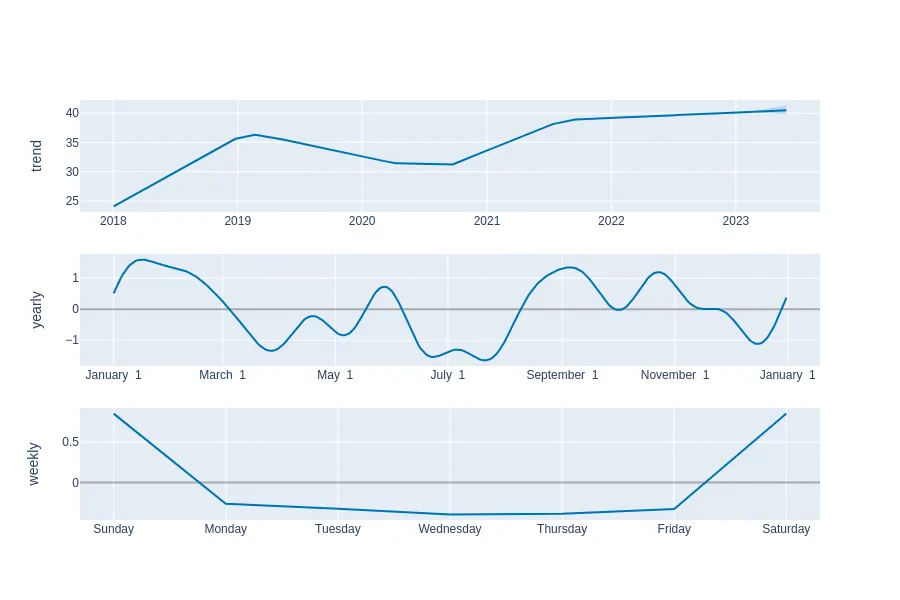 trend
40
35
30
25
2018 2019 2020 2021 2022 2023
yearly
1
0
−1
January 1 March 1 May 1 July 1 September 1 November 1 January 1
weekly
0.5
0
Sunday Monday Tuesday Wednesday Thursday Friday Saturday